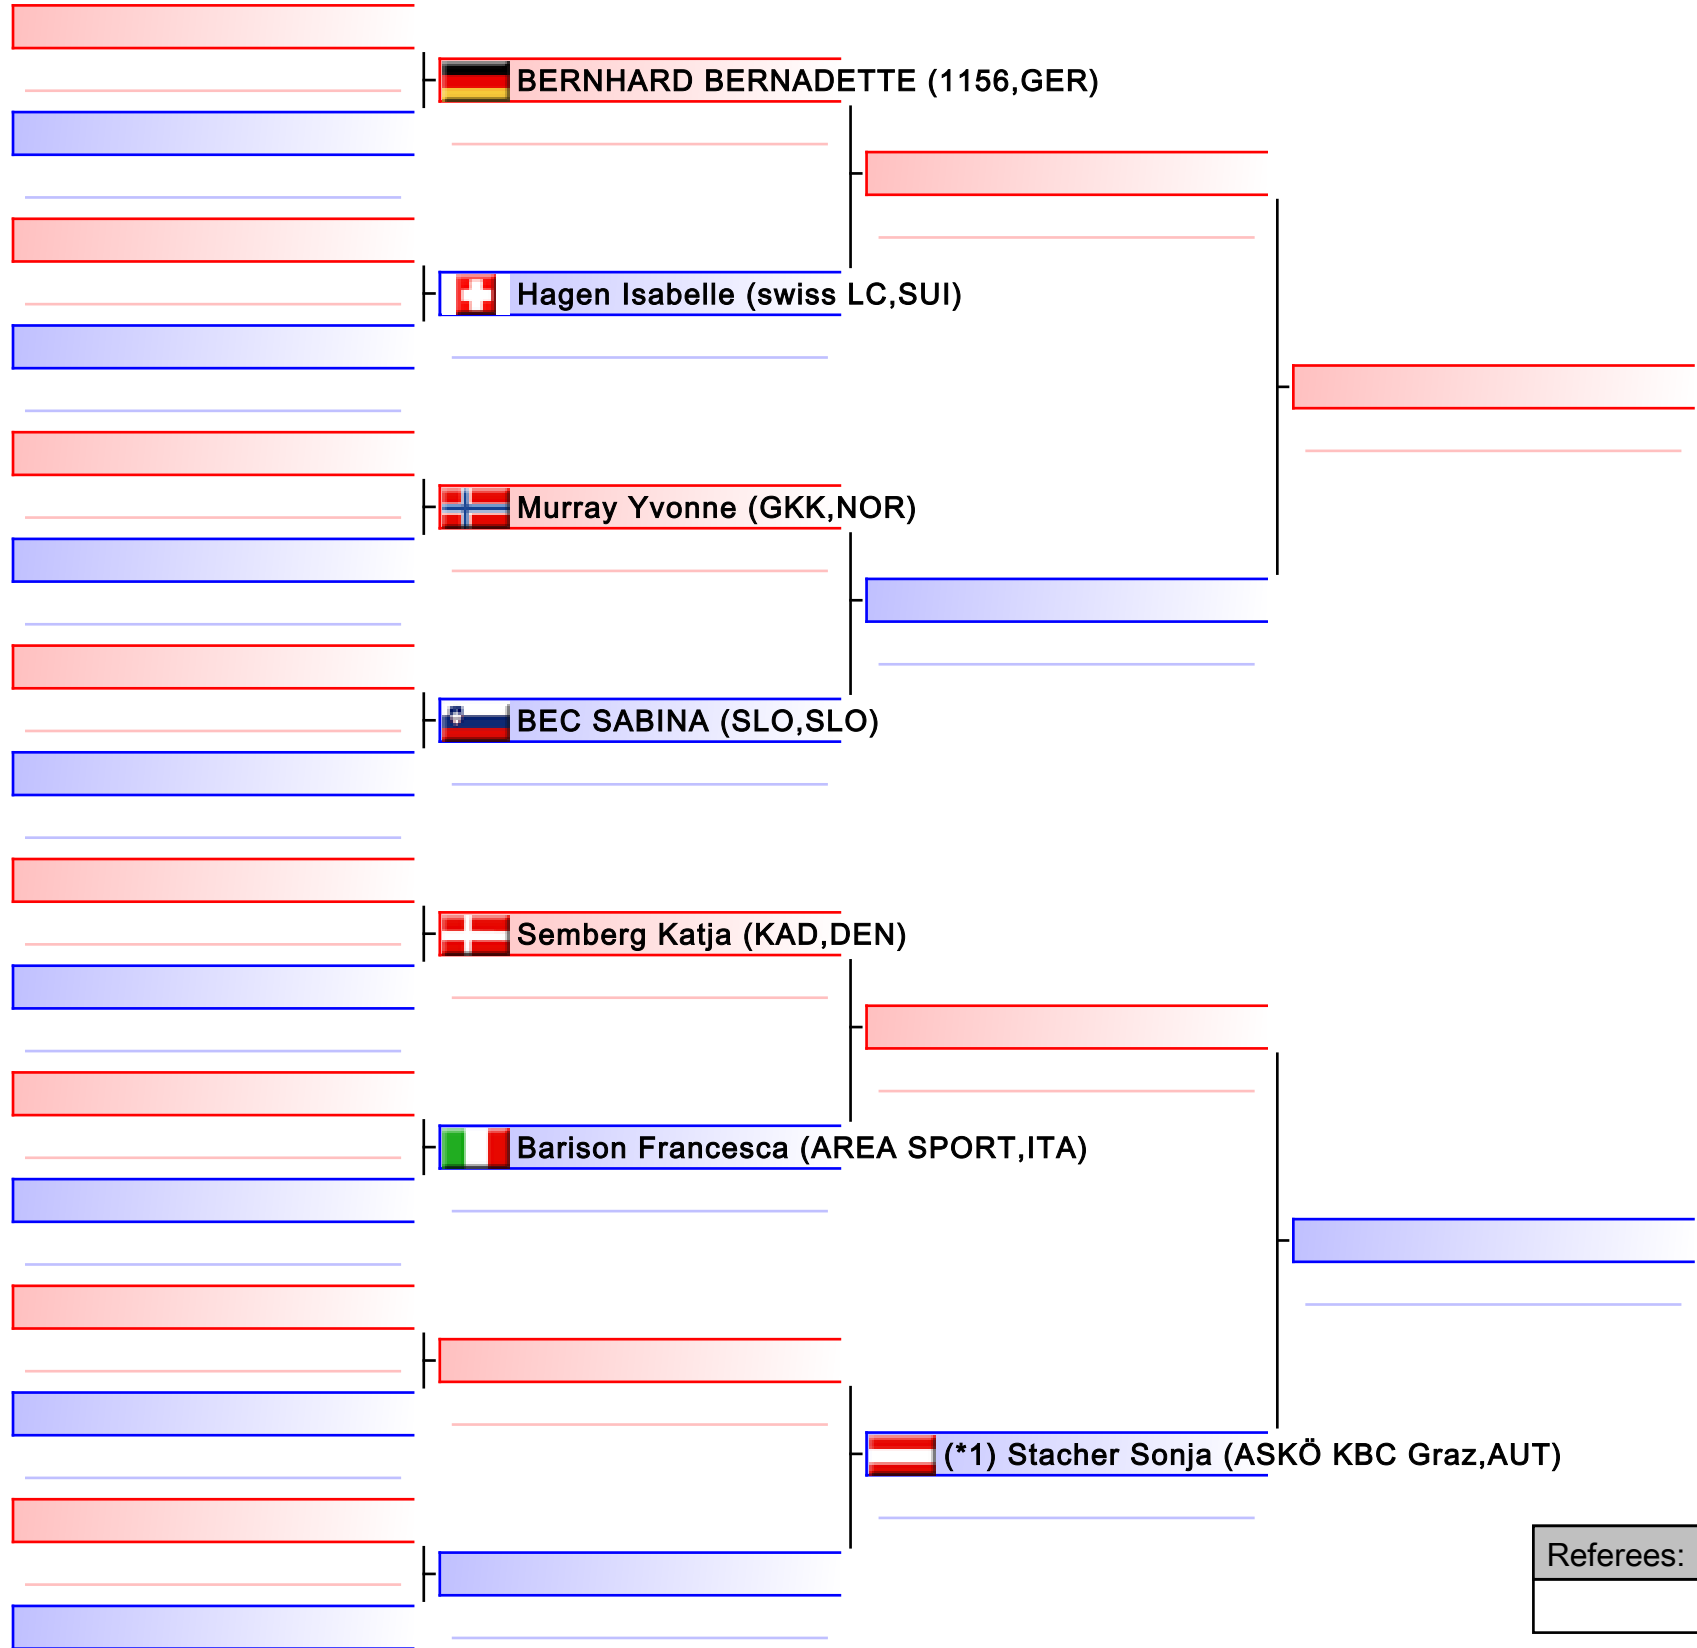 BERNHARD BERNADETTE (1156,GER)
Hagen Isabelle (swiss LC,SUI)
Murray Yvonne (GKK,NOR)
BEC SABINA (SLO,SLO)
Semberg Katja (KAD,DEN)
Barison Francesca (AREA SPORT,ITA)
(*1) Stacher Sonja (ASKÖ KBC Graz,AUT)
Referees: